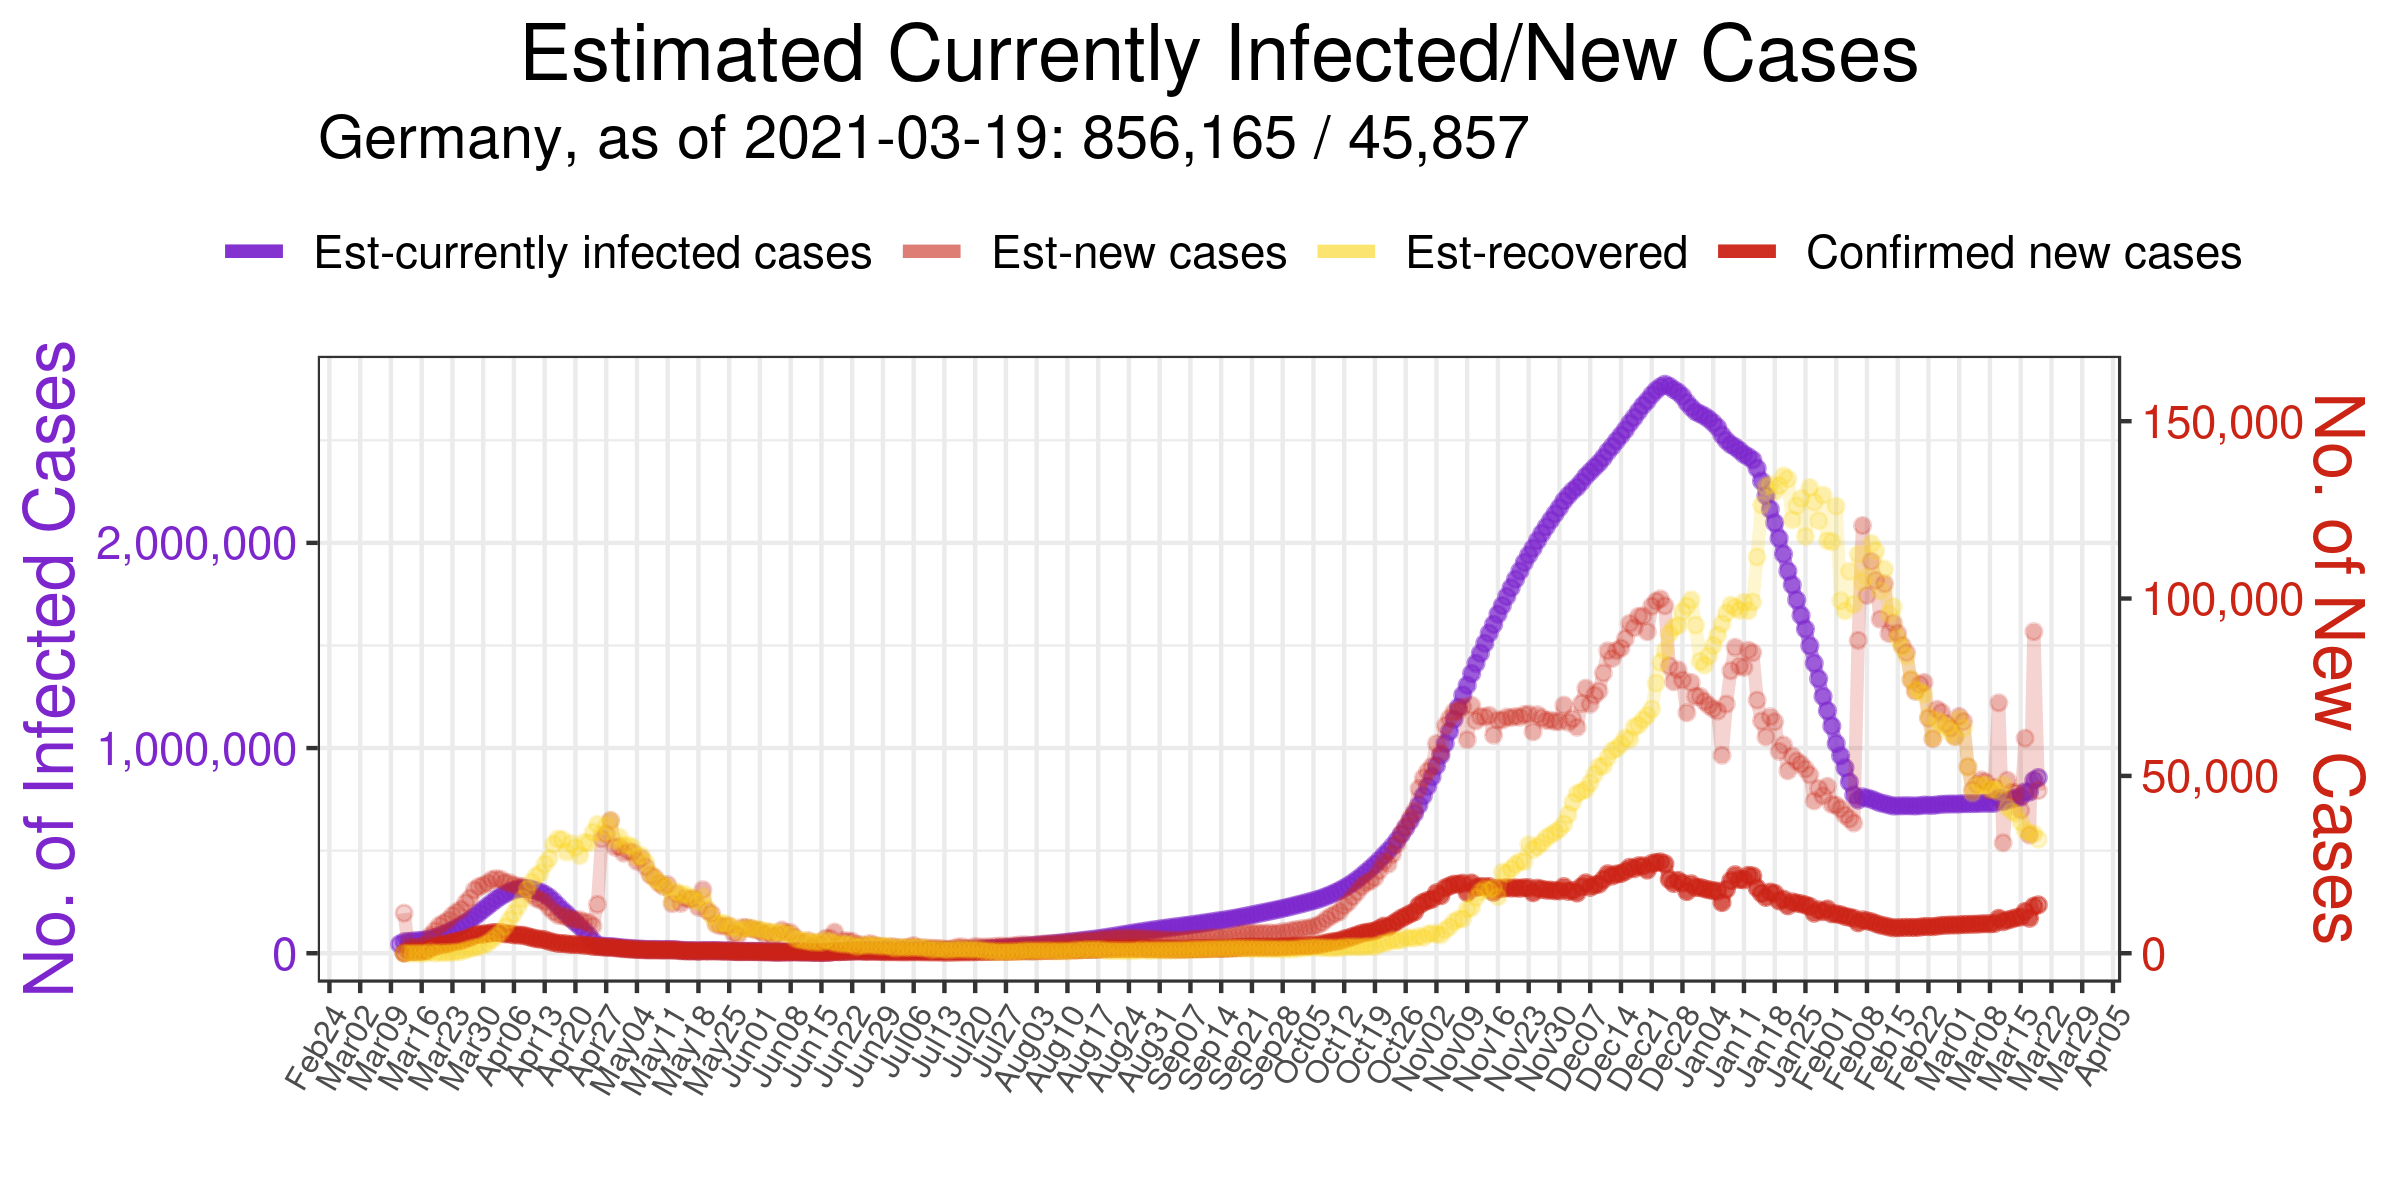 Estimated Currently Infected/New Cases
Germany, as of 2021-03-19: 856,165 / 45,857
Est-currently infected cases Est-new cases Est-recovered Confirmed new cases
No. of Infected Cases
2,000,000
1,000,000
0
150,000
100,000
50,000
0
No. of New Cases
Feb24 Mar02 Mar09 Mar16 Mar23 Mar30 Apr06 Apr13 Apr20 Apr27 May04 May11 May18 May25 Jun01 Jun08 Jun15 Jun22 Jun29 Jul06 Jul13 Jul20 Jul27 Aug03 Aug10 Aug17 Aug24 Aug31 Sep07 Sep14 Sep21 Sep28 Oct05 Oct12 Oct19 Oct26 Nov02 Nov09 Nov16 Nov23 Nov30 Dec07 Dec14 Dec21 Dec28 Jan04 Jan11 Jan18 Jan25 Feb01 Feb08 Feb15 Feb22 Mar01 Mar08 Mar15 Mar22 Mar29 Apr05